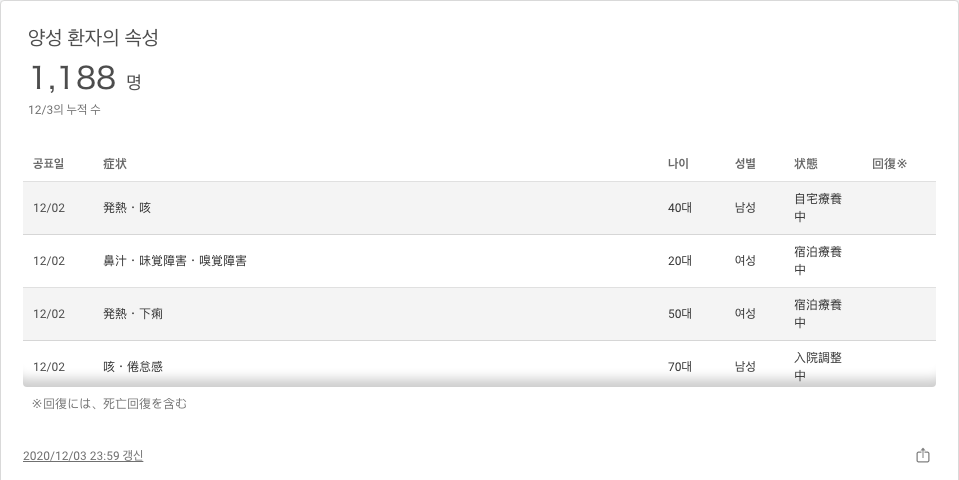 양성 환자의 속성
1,188 명
12/3의 누적 수
공표일 症状 나이 성별 状態 回復※
12/02 発熱・咳 40대 남성 自宅療養中
12/02 鼻汁・味覚障害・嗅覚障害 20대 여성 宿泊療養中
12/02 発熱・下痢 50대 여성 宿泊療養中
12/02 咳・倦怠感 70대 남성 入院調整中
※回復には、死亡回復を含む
2020/12/03 23:59 갱신